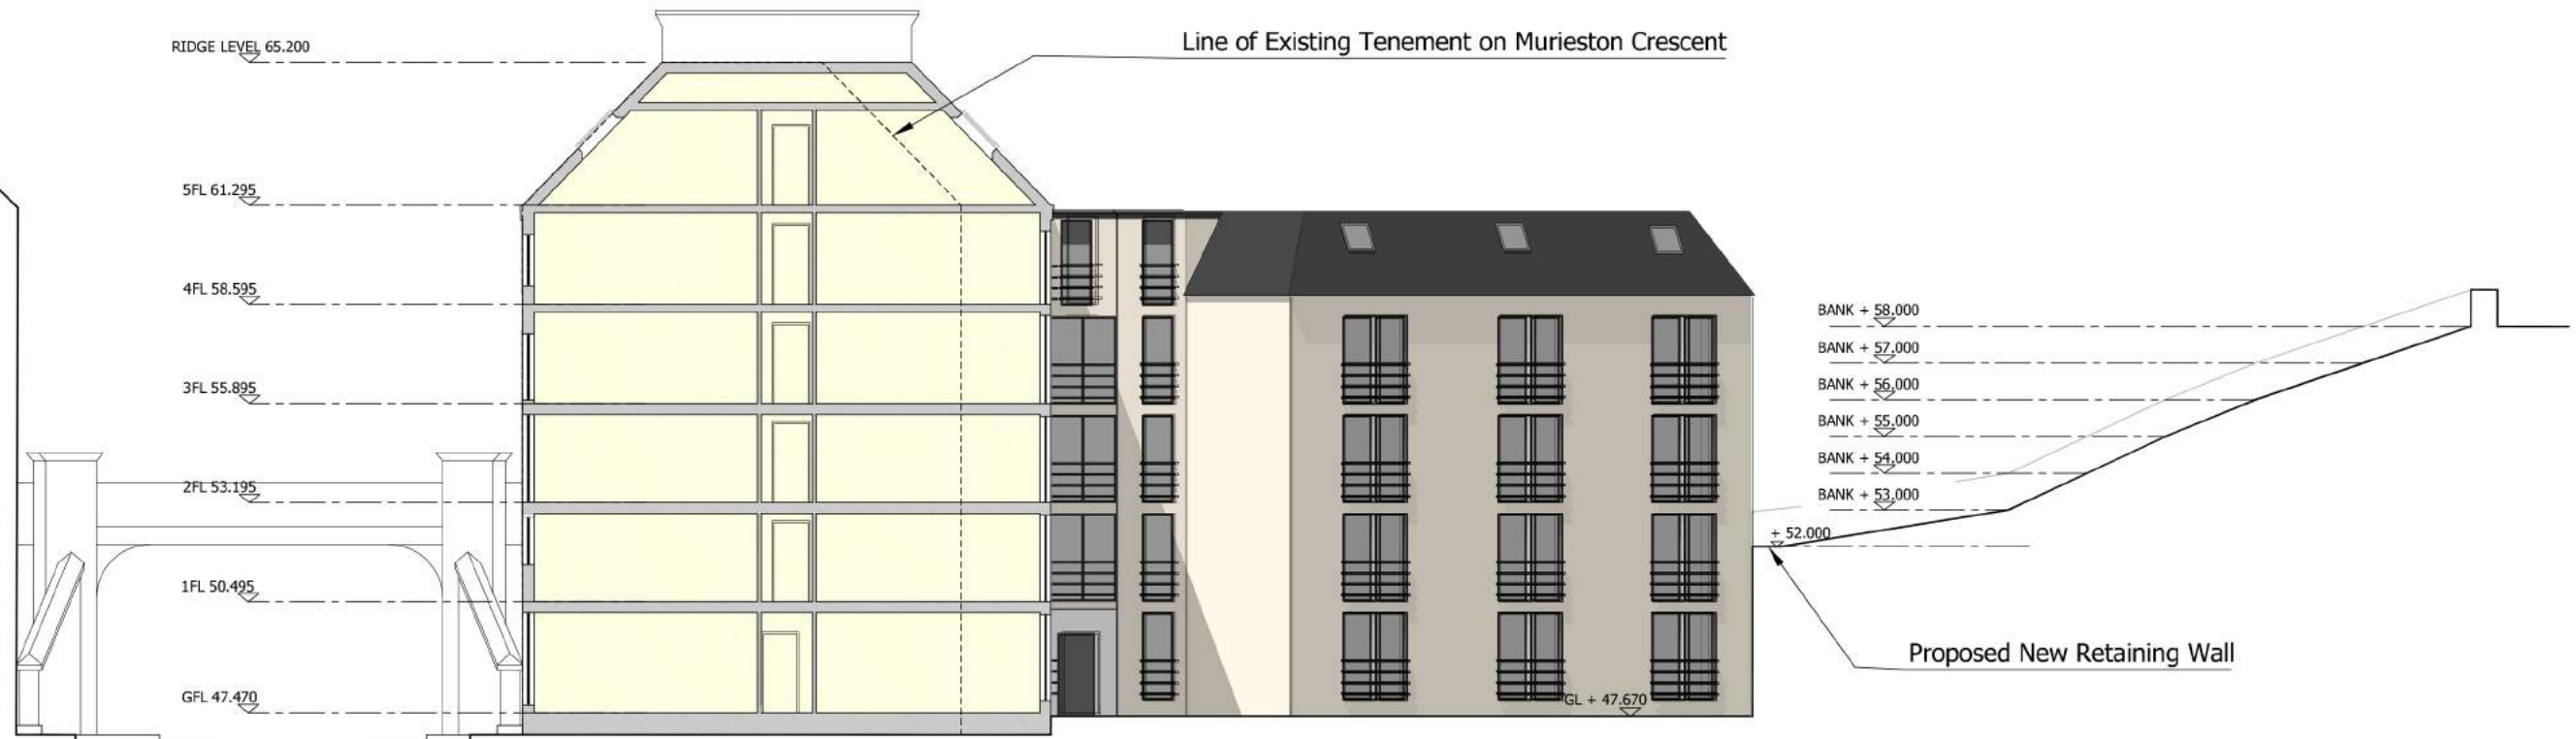 Line of Existing Tenement on Murieston Crescent
RIDGE LEVEL 65.200
5FL 61.295
4FL 58.595
3FL 55.895
2FL 53.195
1FL 50.495
GFL 47.470
BANK + 58.000
BANK + 57.000
BANK + 56.000
BANK + 55.000
BANK + 54.000
BANK + 53.000
+ 52.000
Proposed New Retaining Wall
GL + 47.670